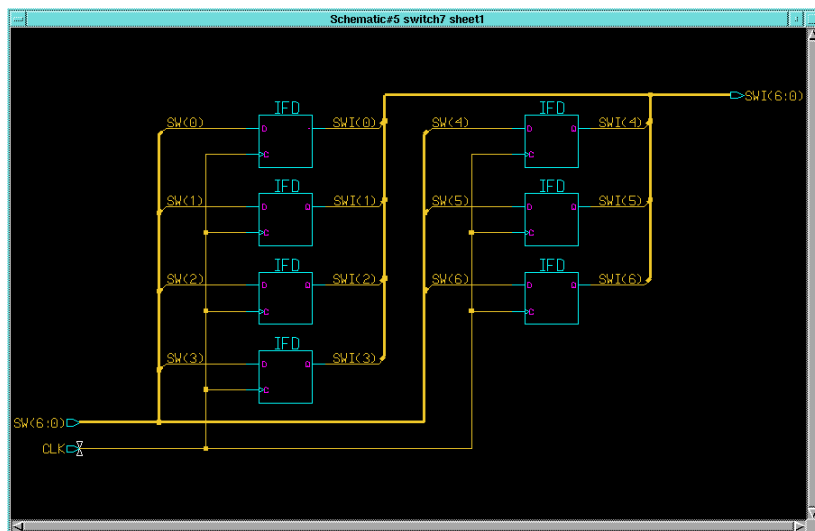 Schematic#5 switch7 sheet1
SWI(6:0)
IFD
IFD
SW(0) D SWI(0) SW(4) D Q SWI(4)
C C
IFD
IFD
SW(1) D Q SWI(1) SW(5) D Q SWI(5)
C C
IFD
IFD
SW(2) D Q SWI(2) SW(6) D Q SWI(6)
C C
IFD
SW(3) D Q SWI(3)
C
SW(6:0)
CLK